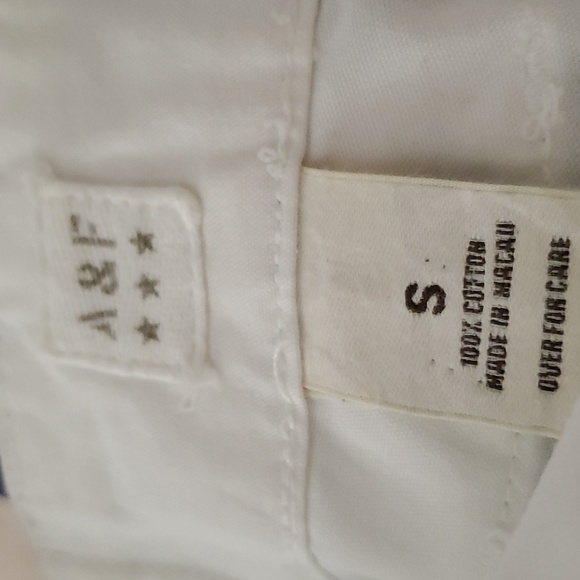 A&F
★★★
S
100% COTTON
MADE IN MACAU
OVER FOR CARE